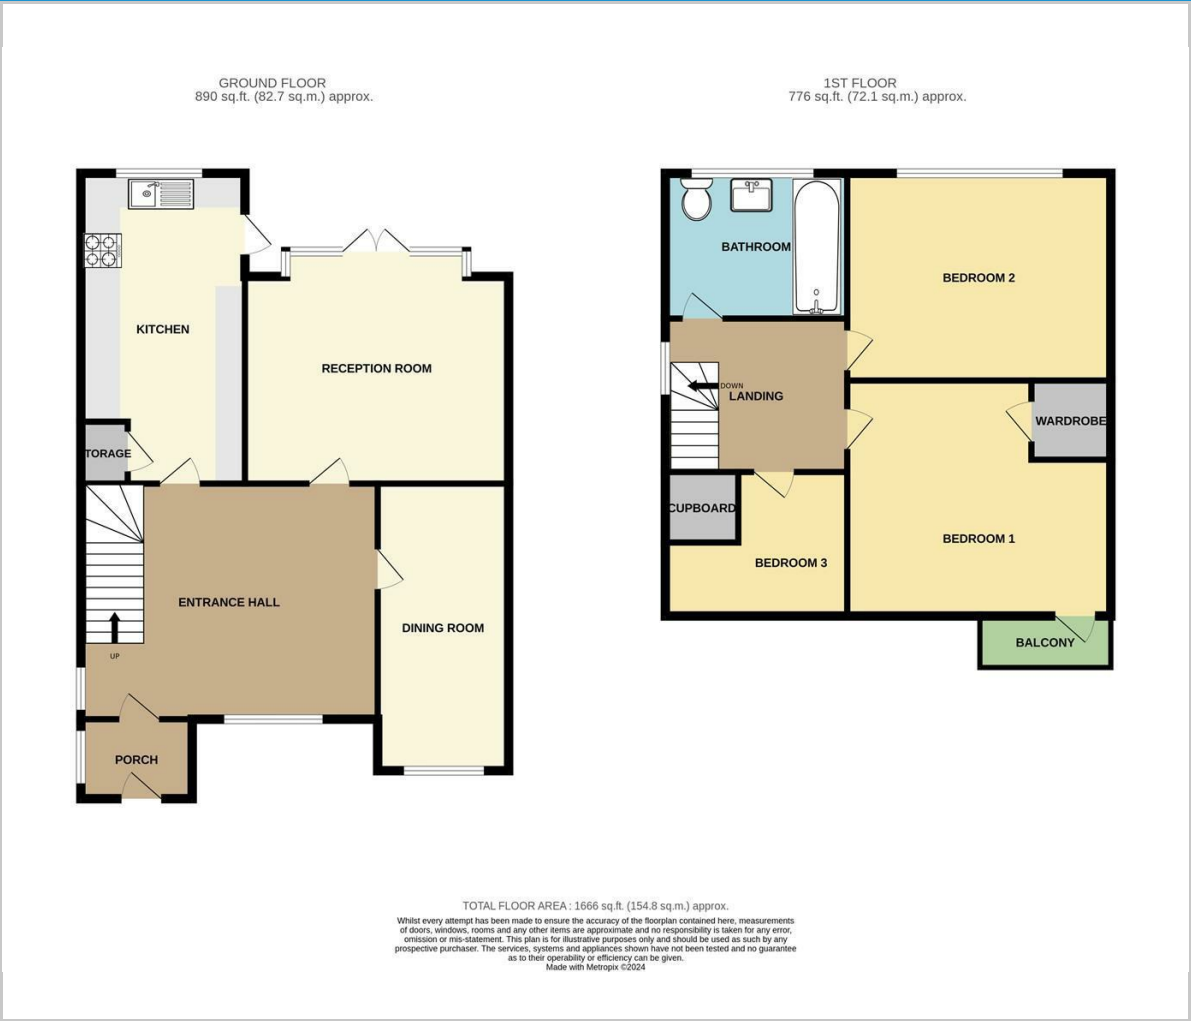 GROUND FLOOR
890 sq.ft. (82.7 sq.m.) approx.
1ST FLOOR
776 sq.ft. (72.1 sq.m.) approx.
KITCHEN
RECEPTION ROOM
TORAGE
ENTRANCE HALL
DINING ROOM
UP
PORCH
BATHROOM
BEDROOM 2
DOWN
LANDING
WARDROBE
CUPBOARD
BEDROOM 1
BEDROOM 3
BALCONY
TOTAL FLOOR AREA : 1666 sq.ft. (154.8 sq.m.) approx.
Whilst every attempt has been made to ensure the accuracy of the floorplan contained here, measurements
of doors, windows, rooms and any other items are approximate and no responsibility is taken for any error,
omission or mis-statement. This plan is for illustrative purposes only and should be used as such by any
prospective purchaser. The services, systems and appliances shown have not been tested and no guarantee
as to their operability or efficiency can be given.
Made with Metropix ©2024